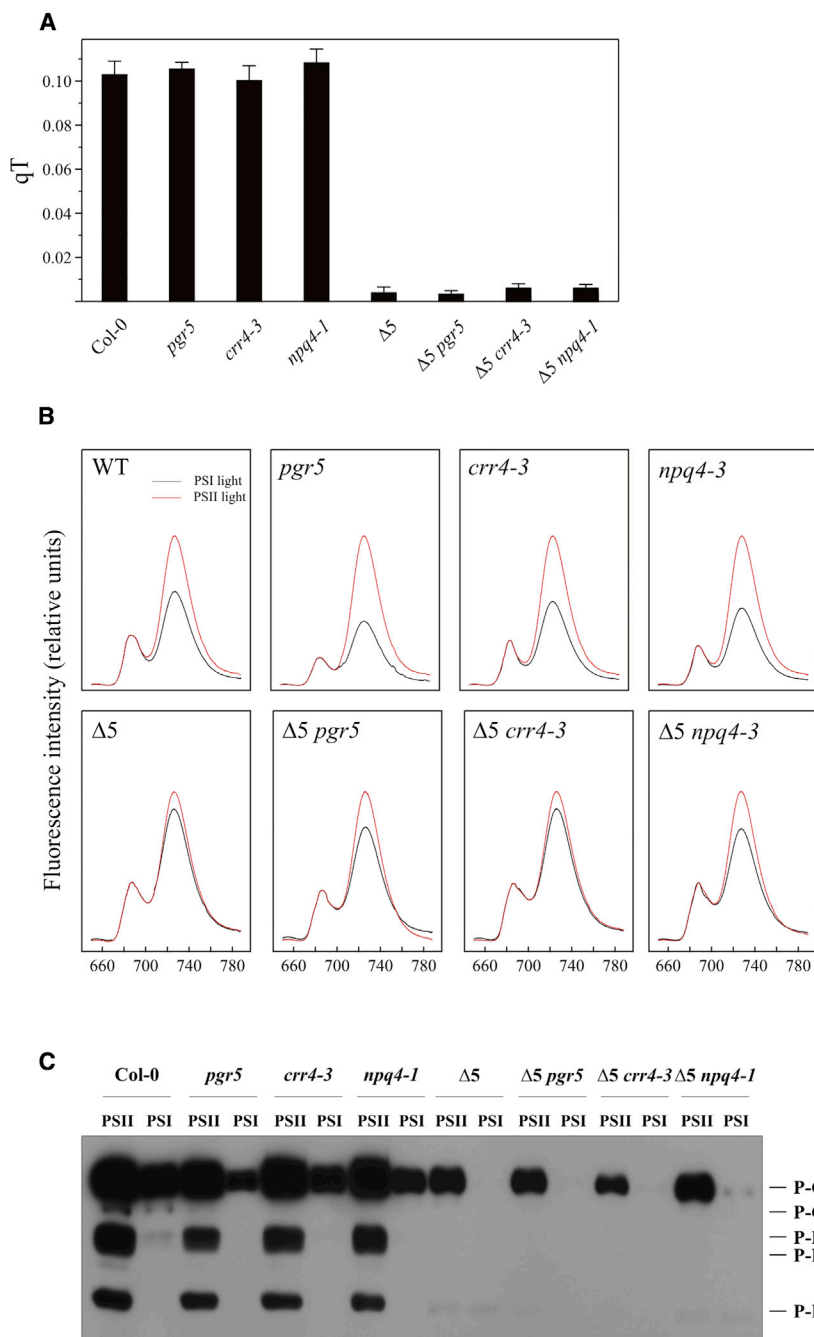 A
qT
0.10
0.08
0.06
0.04
0.02
Col-0
pgr5
crr4-3
npq4-1
Δ5
Δ5 pgr5
Δ5 crr4-3
Δ5 npq4-1
B
Fluorescence intensity (relative units)
WT
PSI light
PSII light
pgr5
crr4-3
npq4-3
Δ5
Δ5 pgr5
Δ5 crr4-3
Δ5 npq4-3
660 700 740 780 660 700 740 780 660 700 740 780 660 700 740 780
C
Col-0 pgr5 crr4-3 npq4-1 Δ5 Δ5 pgr5 Δ5 crr4-3 Δ5 npq4-1
PSII PSI PSII PSI PSII PSI PSII PSI PSII PSI PSII PSI PSII PSI PSII PSI